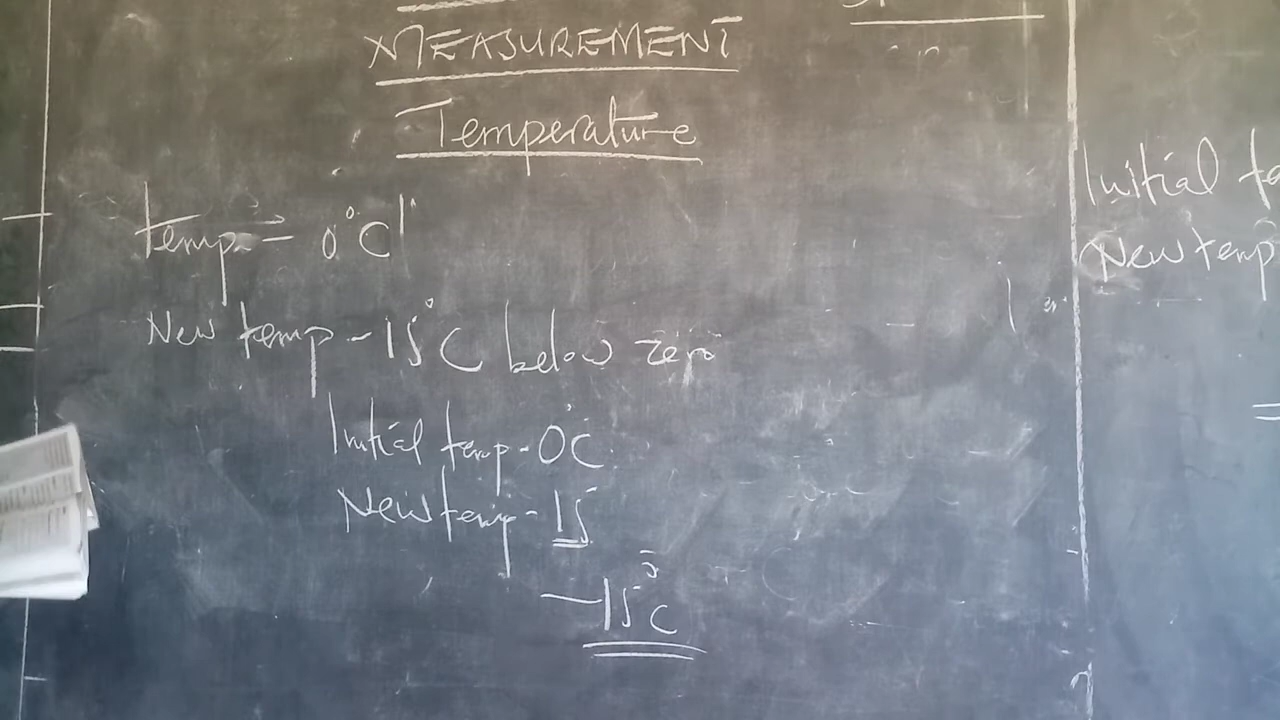 MEASUREMENT
Temperature
temp = 0°C
New temp - 15°C below zero
Initial temp - 0°C
New temp - 15
-15°C
Initial
New temp